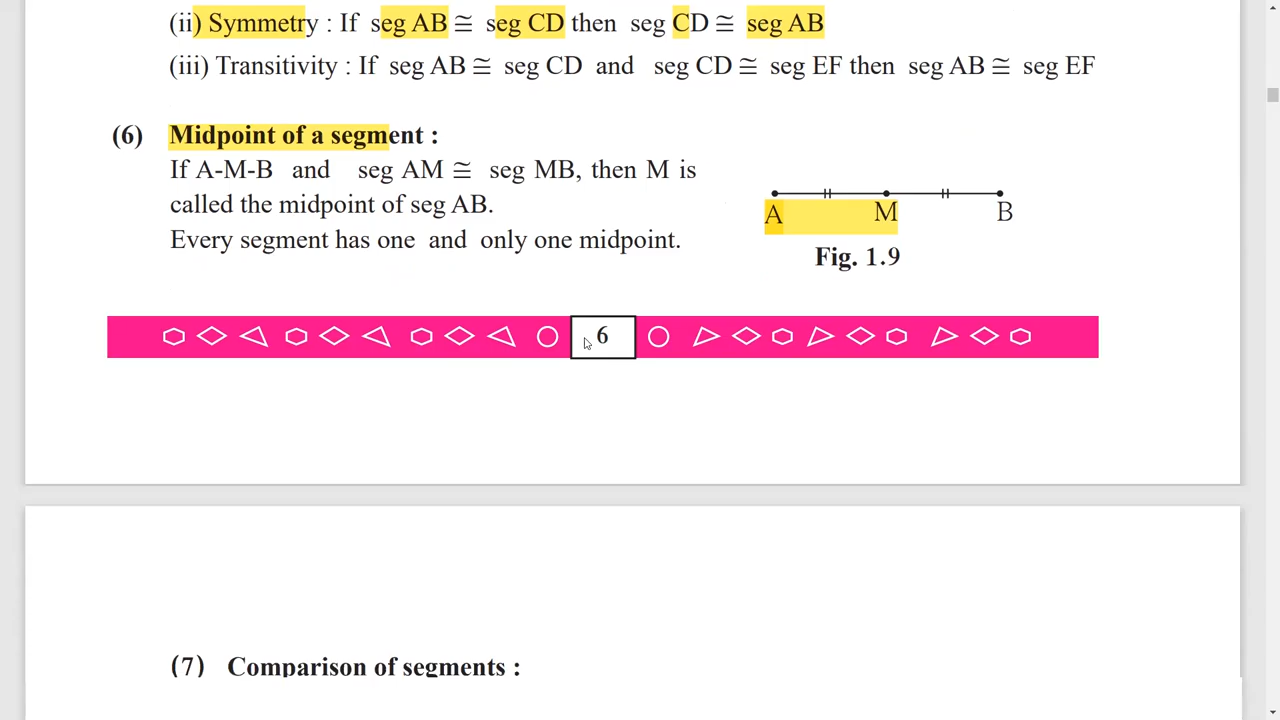 (ii) Symmetry : If seg AB ≅ seg CD then seg CD ≅ seg AB
(iii) Transitivity : If seg AB ≅ seg CD and seg CD ≅ seg EF then seg AB ≅ seg EF
(6) Midpoint of a segment :
If A-M-B and seg AM ≅ seg MB, then M is
called the midpoint of seg AB.
Every segment has one and only one midpoint.
A M B
Fig. 1.9
6
(7) Comparison of segments :